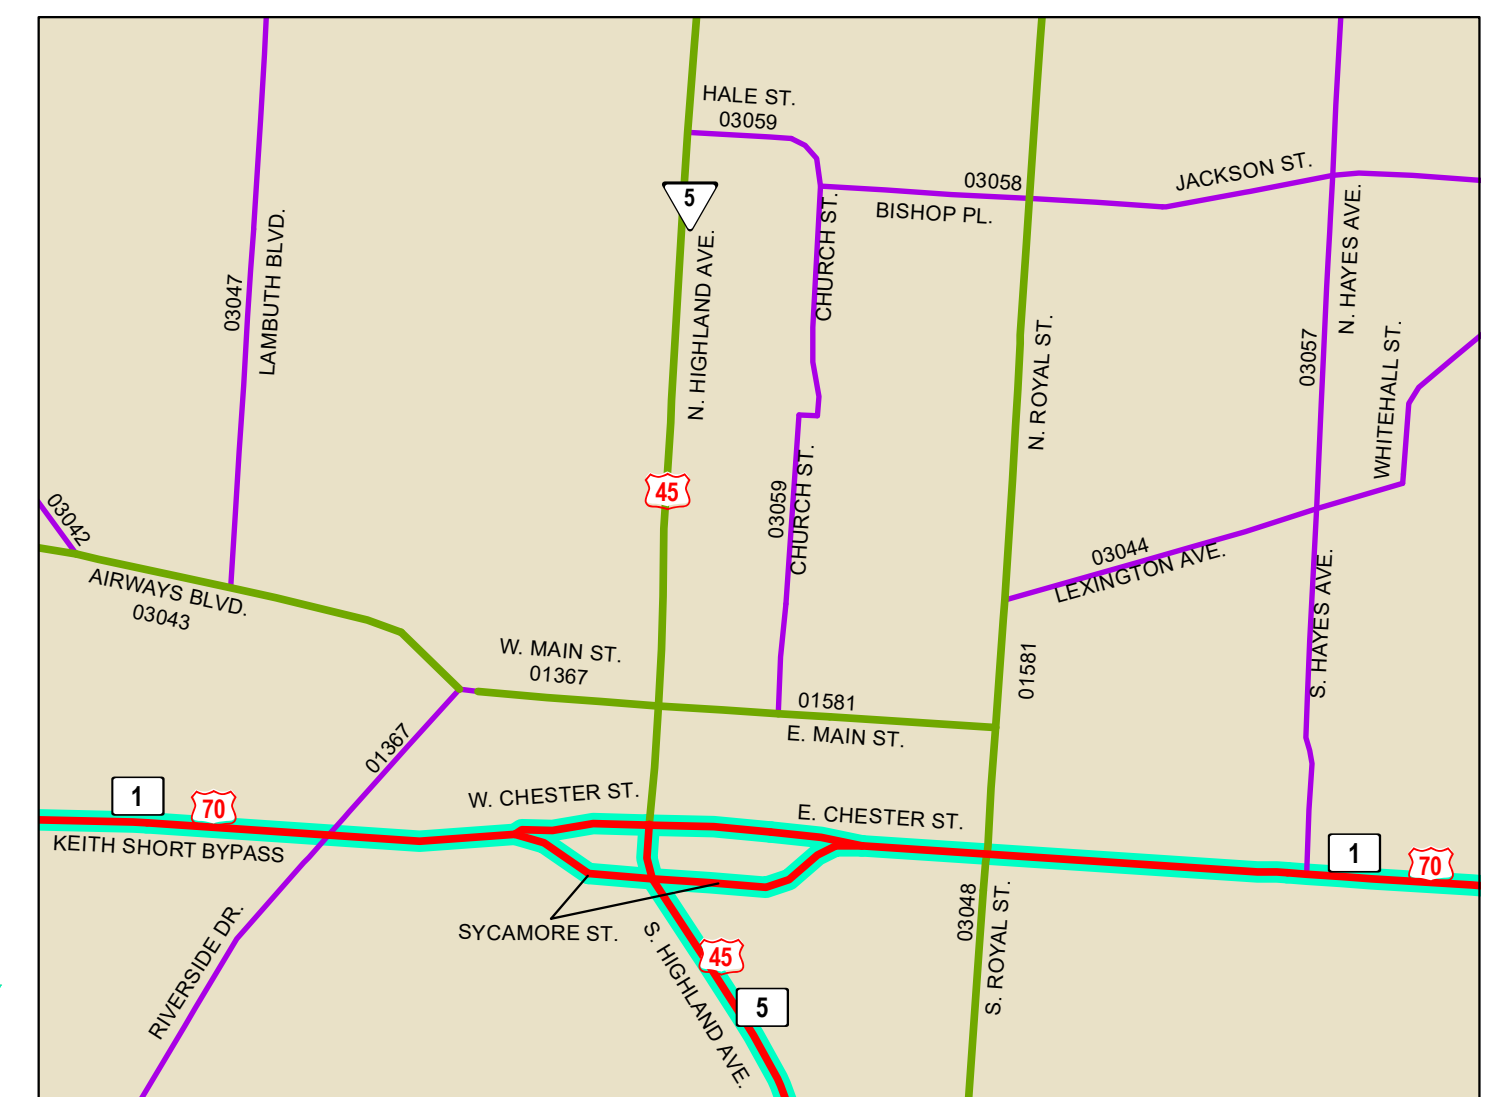 HALE ST.
03059
5
03058
JACKSON ST.
BISHOP PL.
CHURCH ST.
N. HAYES AVE.
LAMBUTH BLVD.
03047
N. HIGHLAND AVE.
N. ROYAL ST.
03057
WHITEHALL ST.
45
03059
CHURCH ST.
03042
03044
LEXINGTON AVE.
AIRWAYS BLVD.
03043
S. HAYES AVE.
W. MAIN ST.
01367
01581
01581
E. MAIN ST.
01367
1
70
W. CHESTER ST.
E. CHESTER ST.
KEITH SHORT BYPASS
1
70
03048
S. ROYAL ST.
SYCAMORE ST.
RIVERSIDE DR.
S. HIGHLAND AVE.
45
5